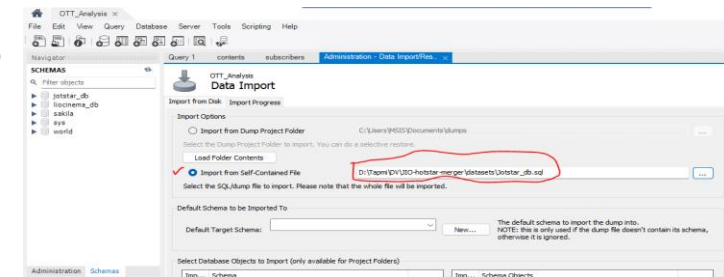 OTT_Analysis ×
File Edit View Query Database Server Tools Scripting Help
Navigator
Query 1 contents subscribers Administration - Data Import/Res.. ×
SCHEMAS
Filter objects
jotstar_db
liocinema_db
sakila
sys
world
OTT_Analysis
Data Import
Import from Disk Import Progress
Import Options
Import from Dump Project Folder C:\Users\MSIS\Documents\dumps ...
Select the Dump Project Folder to import. You can do a selective restore.
Load Folder Contents
Import from Self-Contained File D:\Tapmi\DV\JIO-hotstar-merger\datasets\Jotstar_db.sql ...
Select the SQL/dump file to import. Please note that the whole file will be imported.
Default Schema to be Imported To
Default Target Schema: New...
The default schema to import the dump into.
NOTE: this is only used if the dump file doesn't contain its schema,
otherwise it is ignored.
Select Database Objects to Import (only available for Project Folders)
Imp... Schema Imp... Schema Objects
Administration Schemas